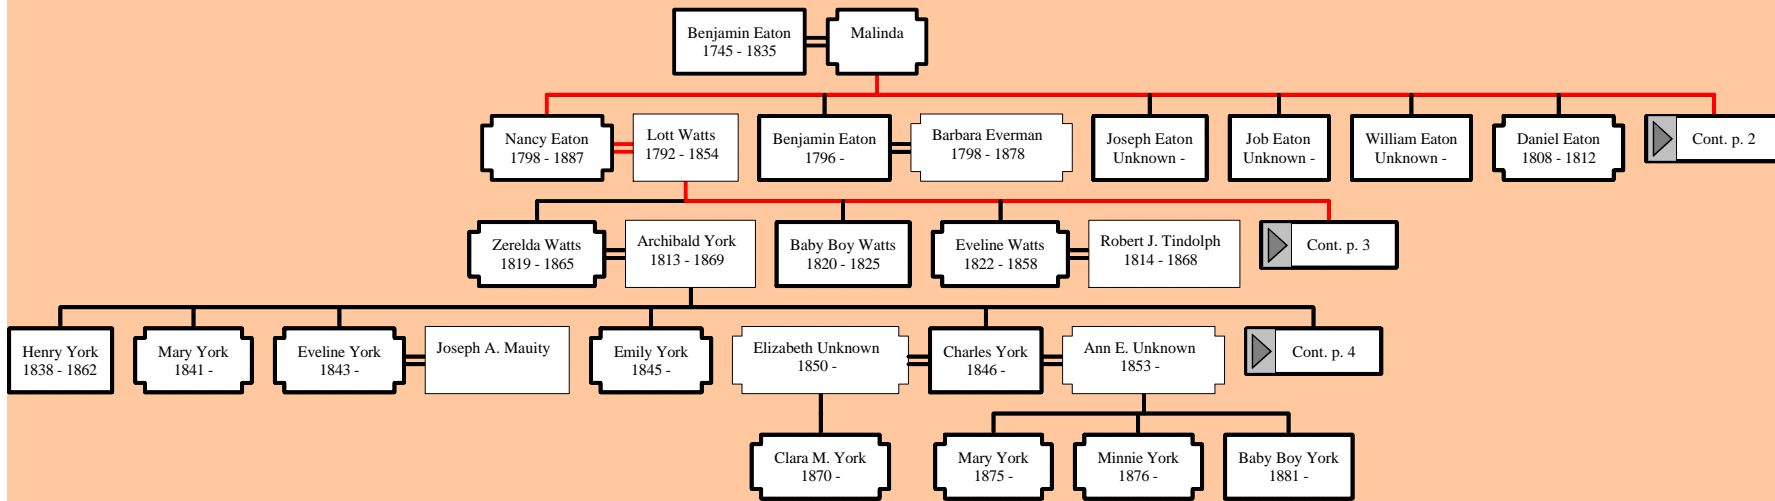 Benjamin Eaton
1745 - 1835
Malinda
Nancy Eaton
1798 - 1887
Lott Watts
1792 - 1854
Benjamin Eaton
1796 -
Barbara Everman
1798 - 1878
Joseph Eaton
Unknown -
Job Eaton
Unknown -
William Eaton
Unknown -
Daniel Eaton
1808 - 1812
Cont. p. 2
Zerelda Watts
1819 - 1865
Archibald York
1813 - 1869
Baby Boy Watts
1820 - 1825
Eveline Watts
1822 - 1858
Robert J. Tindolph
1814 - 1868
Cont. p. 3
Henry York
1838 - 1862
Mary York
1841 -
Eveline York
1843 -
Joseph A. Mauity
Emily York
1845 -
Elizabeth Unknown
1850 -
Charles York
1846 -
Ann E. Unknown
1853 -
Cont. p. 4
Clara M. York
1870 -
Mary York
1875 -
Minnie York
1876 -
Baby Boy York
1881 -